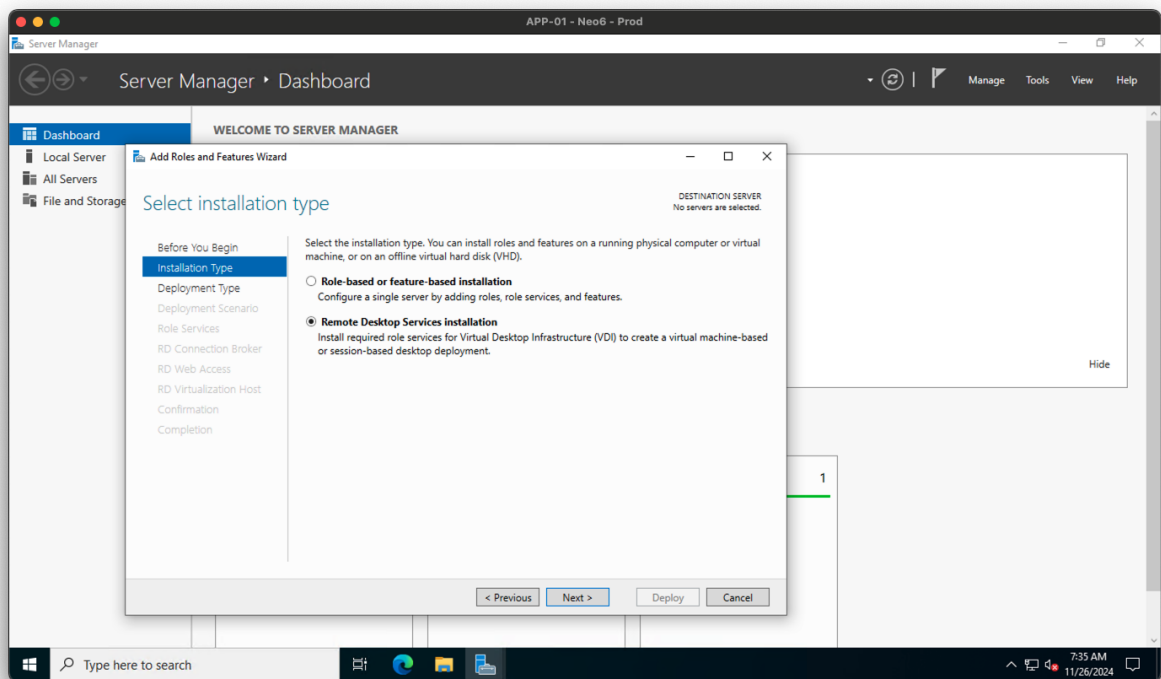 APP-01 - Neo6 - Prod
Server Manager
Server Manager
Dashboard
Manage
Tools
View
Help
Dashboard
Local Server
All Servers
File and Storage
WELCOME TO SERVER MANAGER
Add Roles and Features Wizard
Select installation type
DESTINATION SERVER
No servers are selected.
Before You Begin
Installation Type
Deployment Type
Deployment Scenario
Role Services
RD Connection Broker
RD Web Access
RD Virtualization Host
Confirmation
Completion
Select the installation type. You can install roles and features on a running physical computer or virtual
machine, or on an offline virtual hard disk (VHD).
Role-based or feature-based installation
Configure a single server by adding roles, role services, and features.
Remote Desktop Services installation
Install required role services for Virtual Desktop Infrastructure (VDI) to create a virtual machine-based
or session-based desktop deployment.
Hide
1
< Previous
Next >
Deploy
Cancel
Type here to search
7:35 AM
11/26/2024